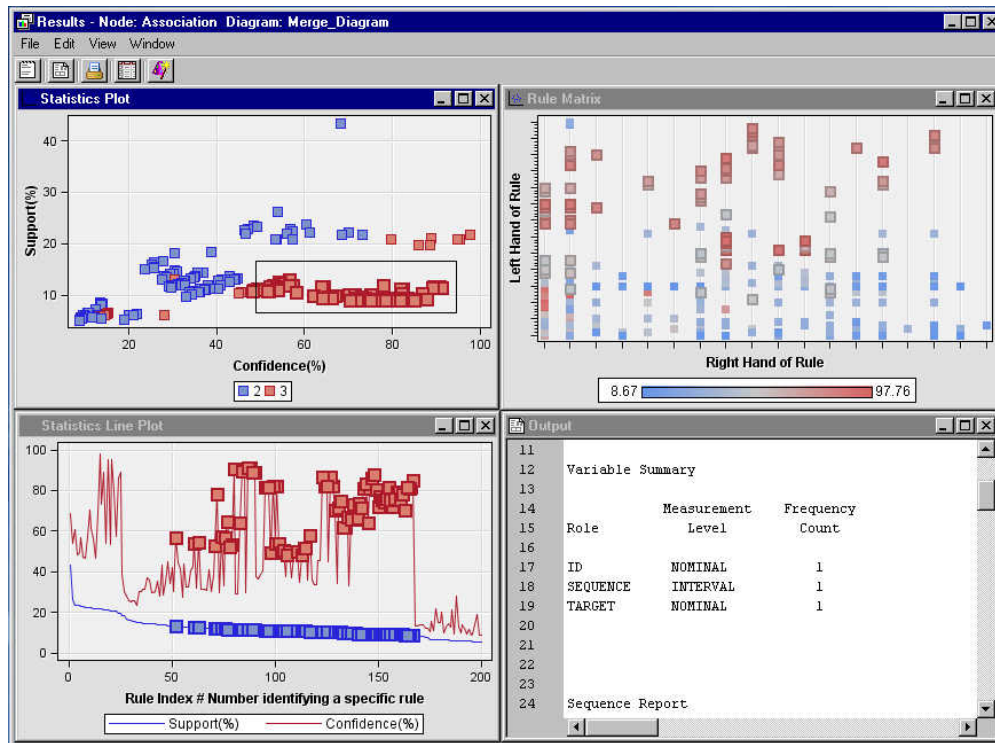 Results - Node: Association Diagram: Merge_Diagram
File Edit View Window
Statistics Plot
40
30
20
10
Support(%)
20 40 60 80 100
Confidence(%)
2 3
Rule Matrix
Left Hand of Rule
Right Hand of Rule
8.67 97.76
Statistics Line Plot
100
80
60
40
20
0
0 50 100 150 200
Rule Index # Number identifying a specific rule
Support(%) Confidence(%)
Output
11
12 Variable Summary
13
14 Measurement Frequency
15 Role Level Count
16
17 ID NOMINAL 1
18 SEQUENCE INTERVAL 1
19 TARGET NOMINAL 1
20
21
22
23
24 Sequence Report